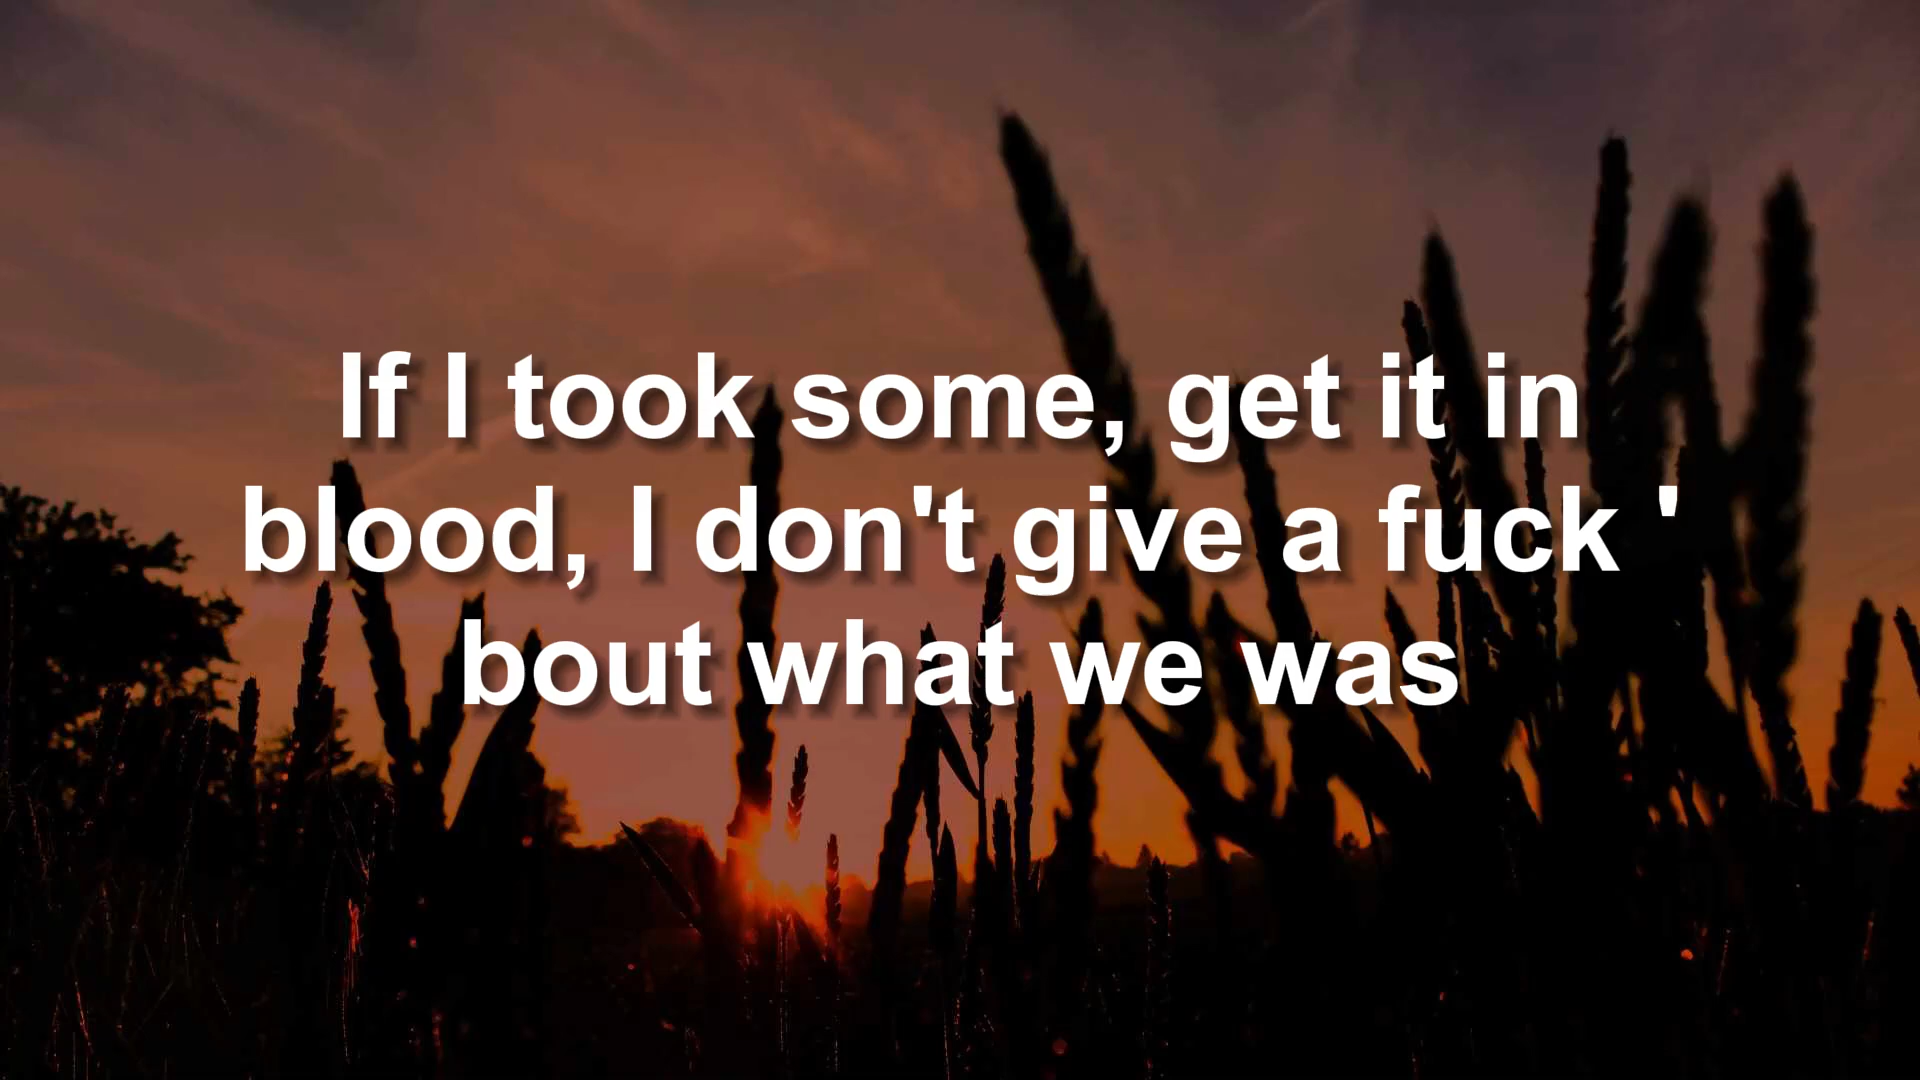 If I took some, get it in
blood, I don't give a fuck '
bout what we was